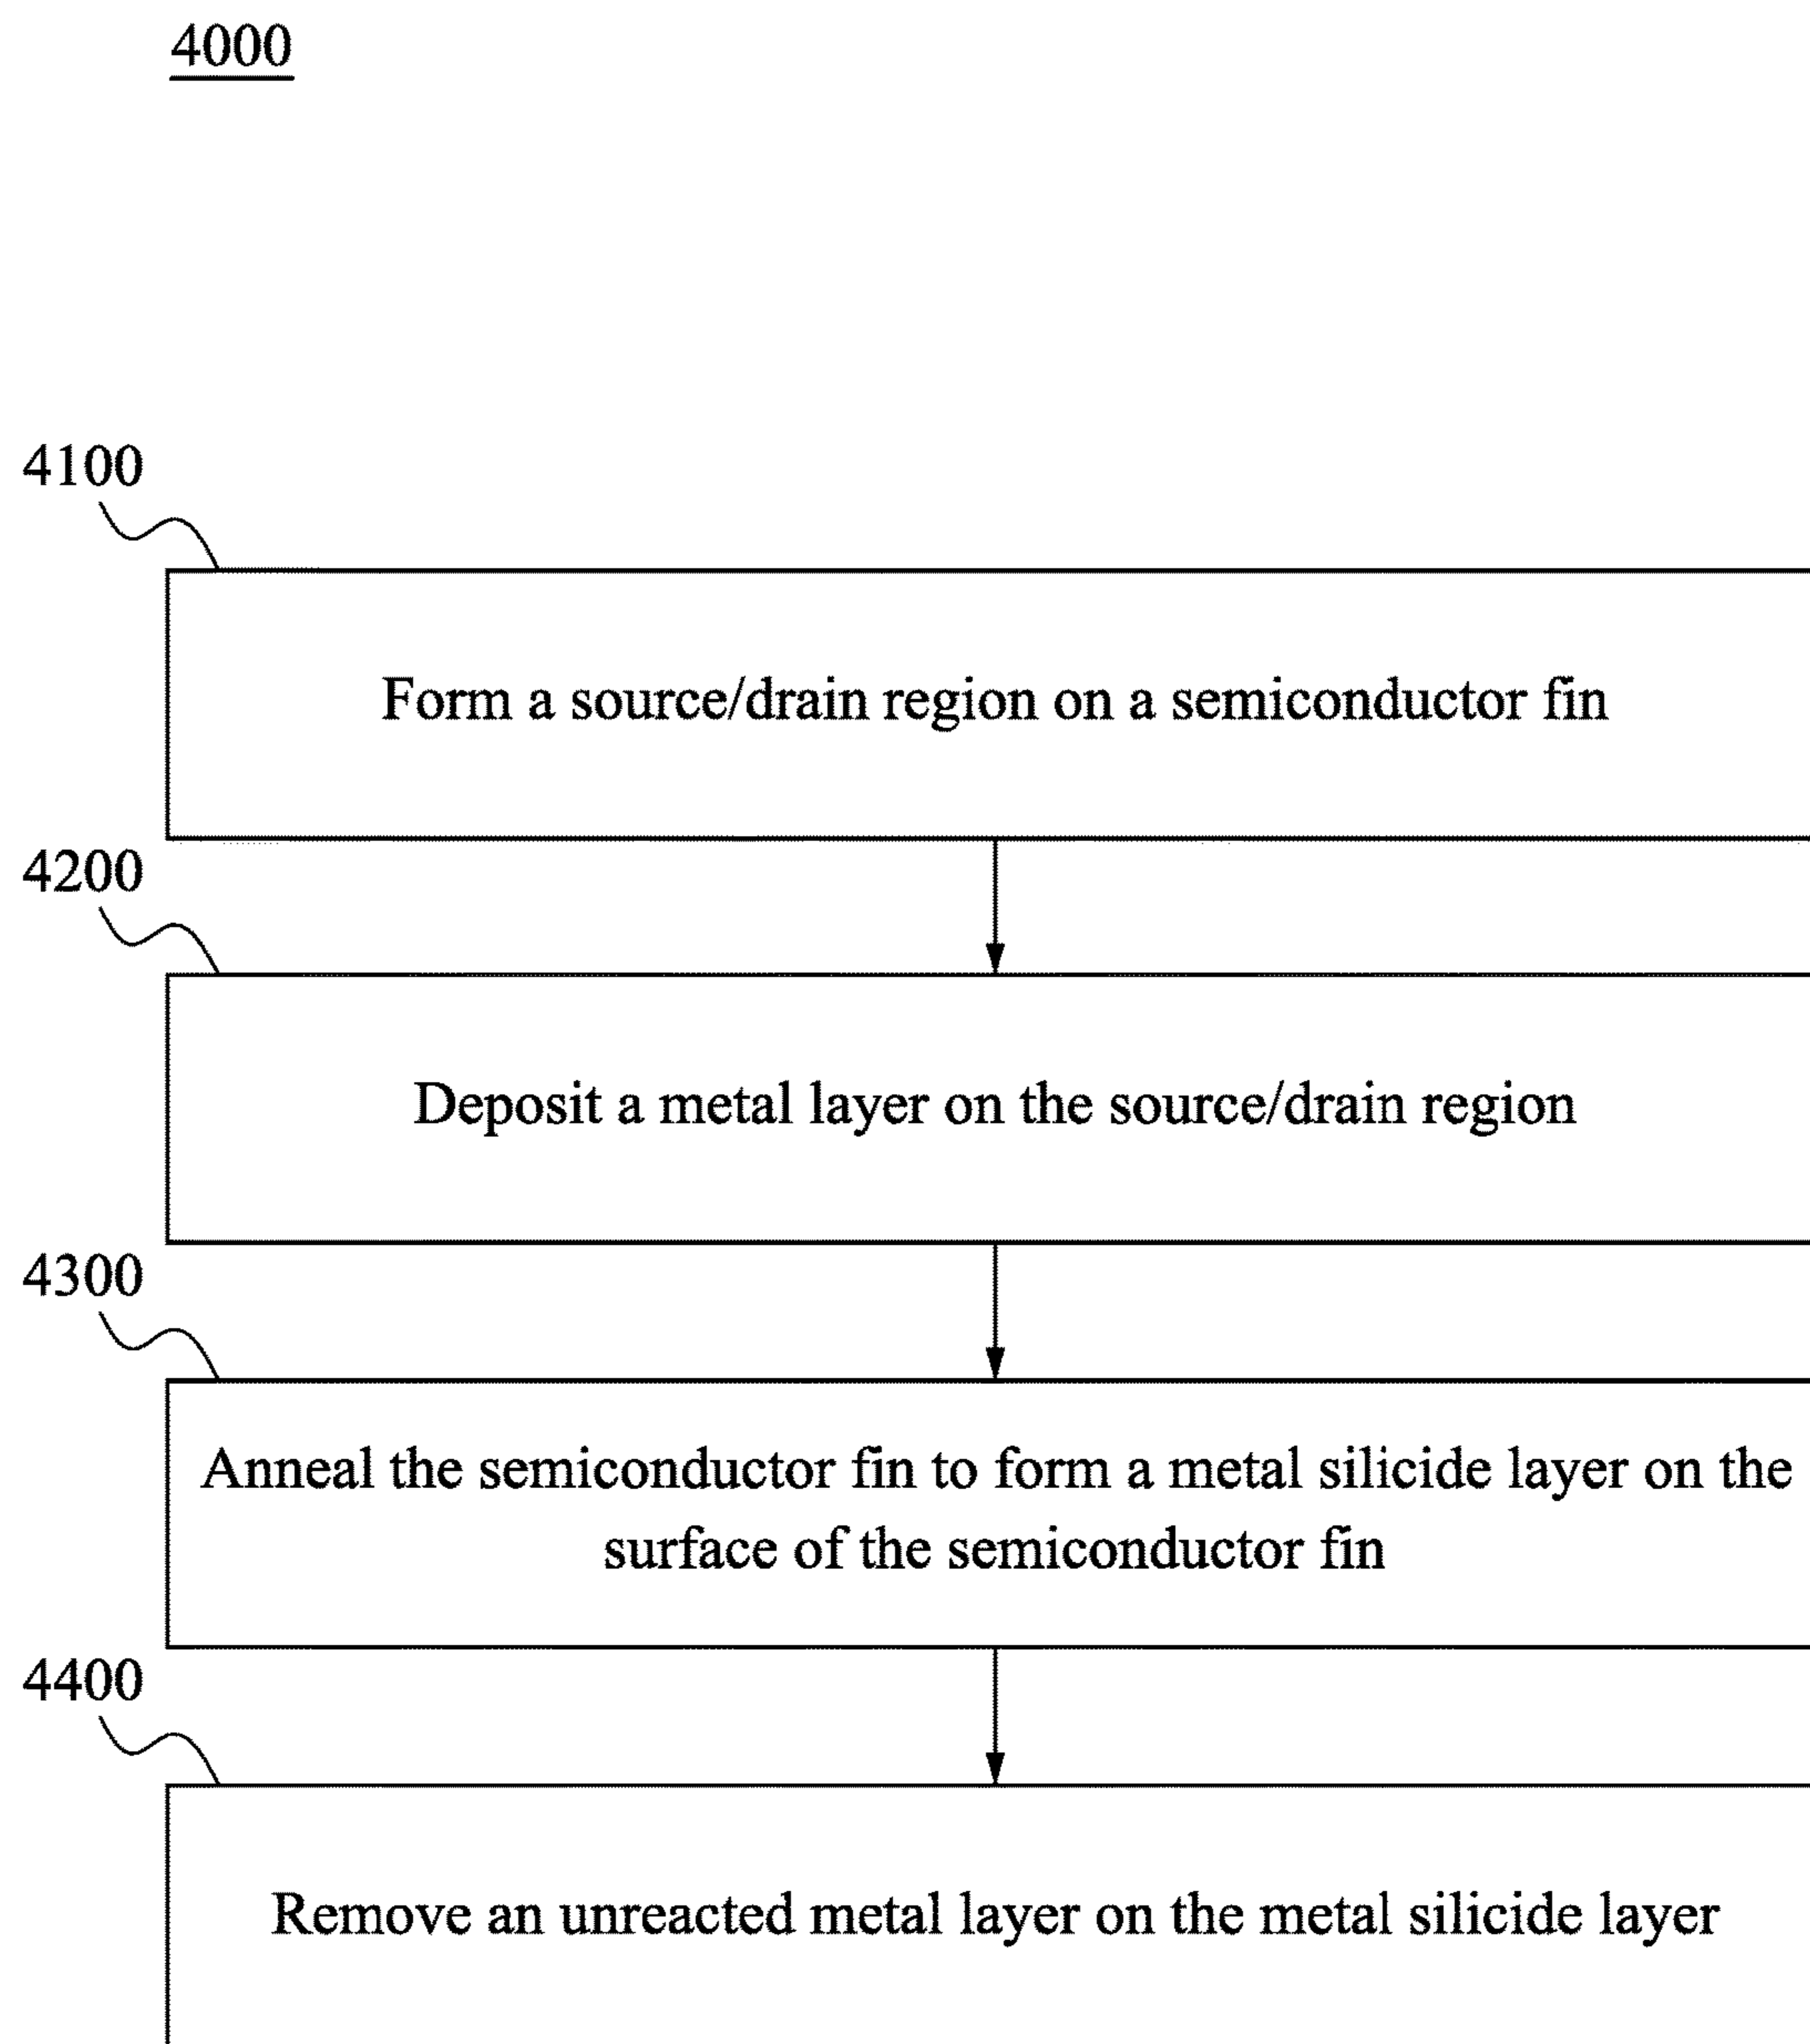 4000
4100
Form a source/drain region on a semiconductor fin
4200
Deposit a metal layer on the source/drain region
4300
Anneal the semiconductor fin to form a metal silicide layer on the
surface of the semiconductor fin
4400
Remove an unreacted metal layer on the metal silicide layer